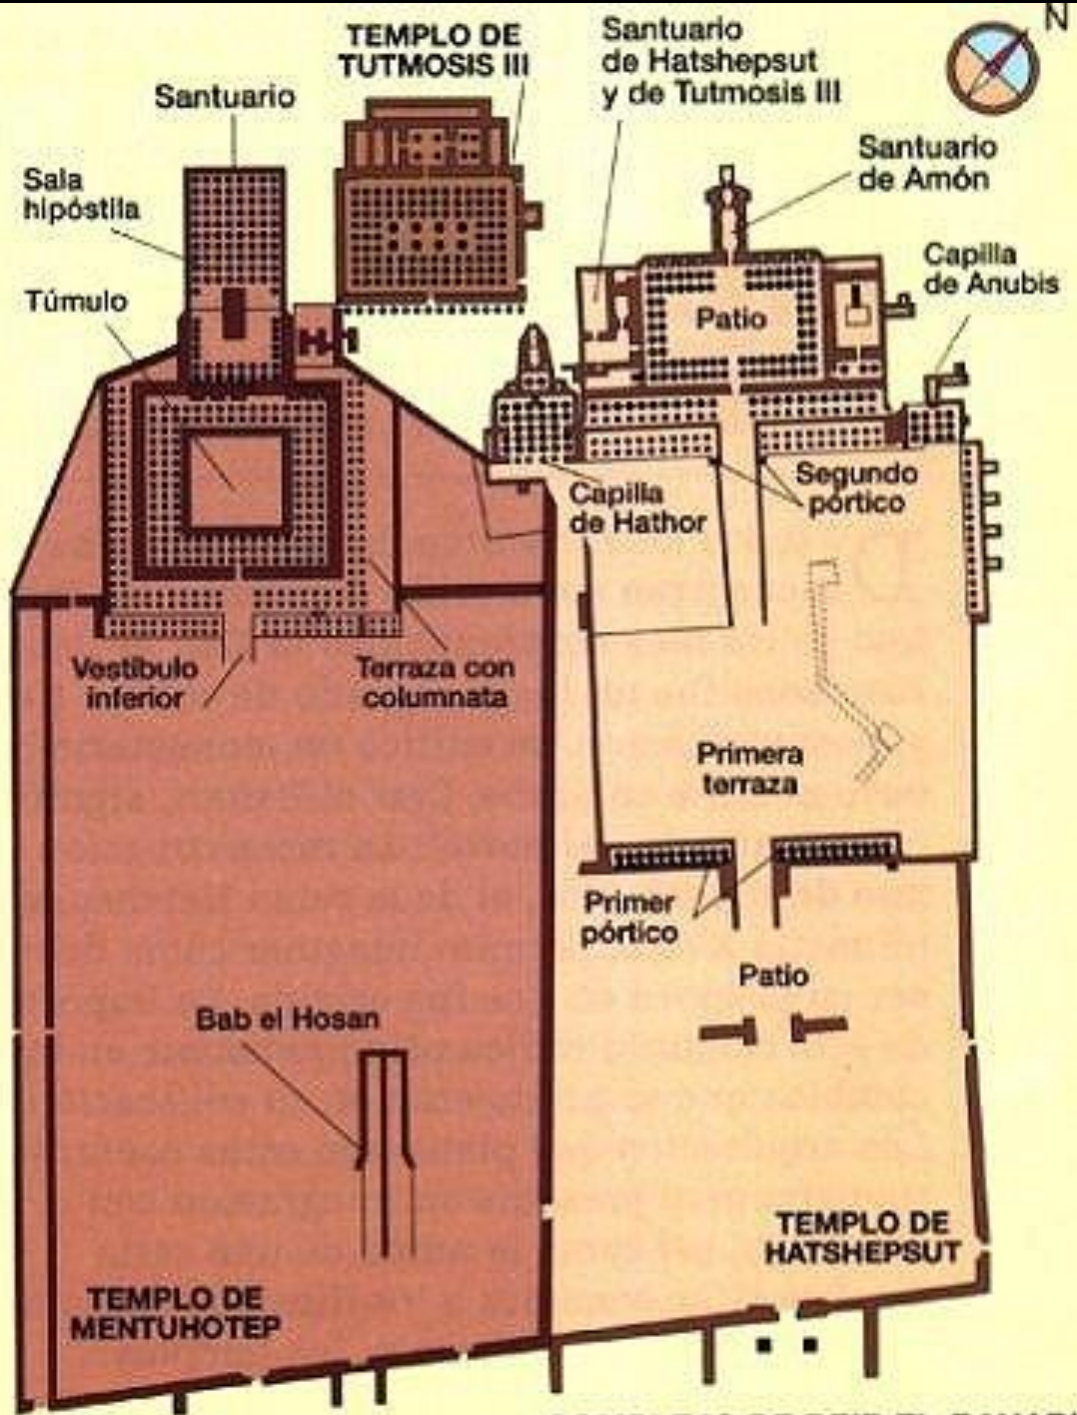 N
TEMPLO DE
TUTMOSIS III
Santuario
de Hatshepsut
y de Tutmosis III
Santuario
Santuario
de Amón
Sala
hipóstila
Capilla
de Anubis
Túmulo
Patio
Segundo
pórtico
Capilla
de Hathor
Vestíbulo
inferior
Terraza con
columnata
Primera
terraza
Primer
pórtico
Patio
Bab el Hosan
TEMPLO DE
HATSHEPSUT
TEMPLO DE
MENTUHOTEP